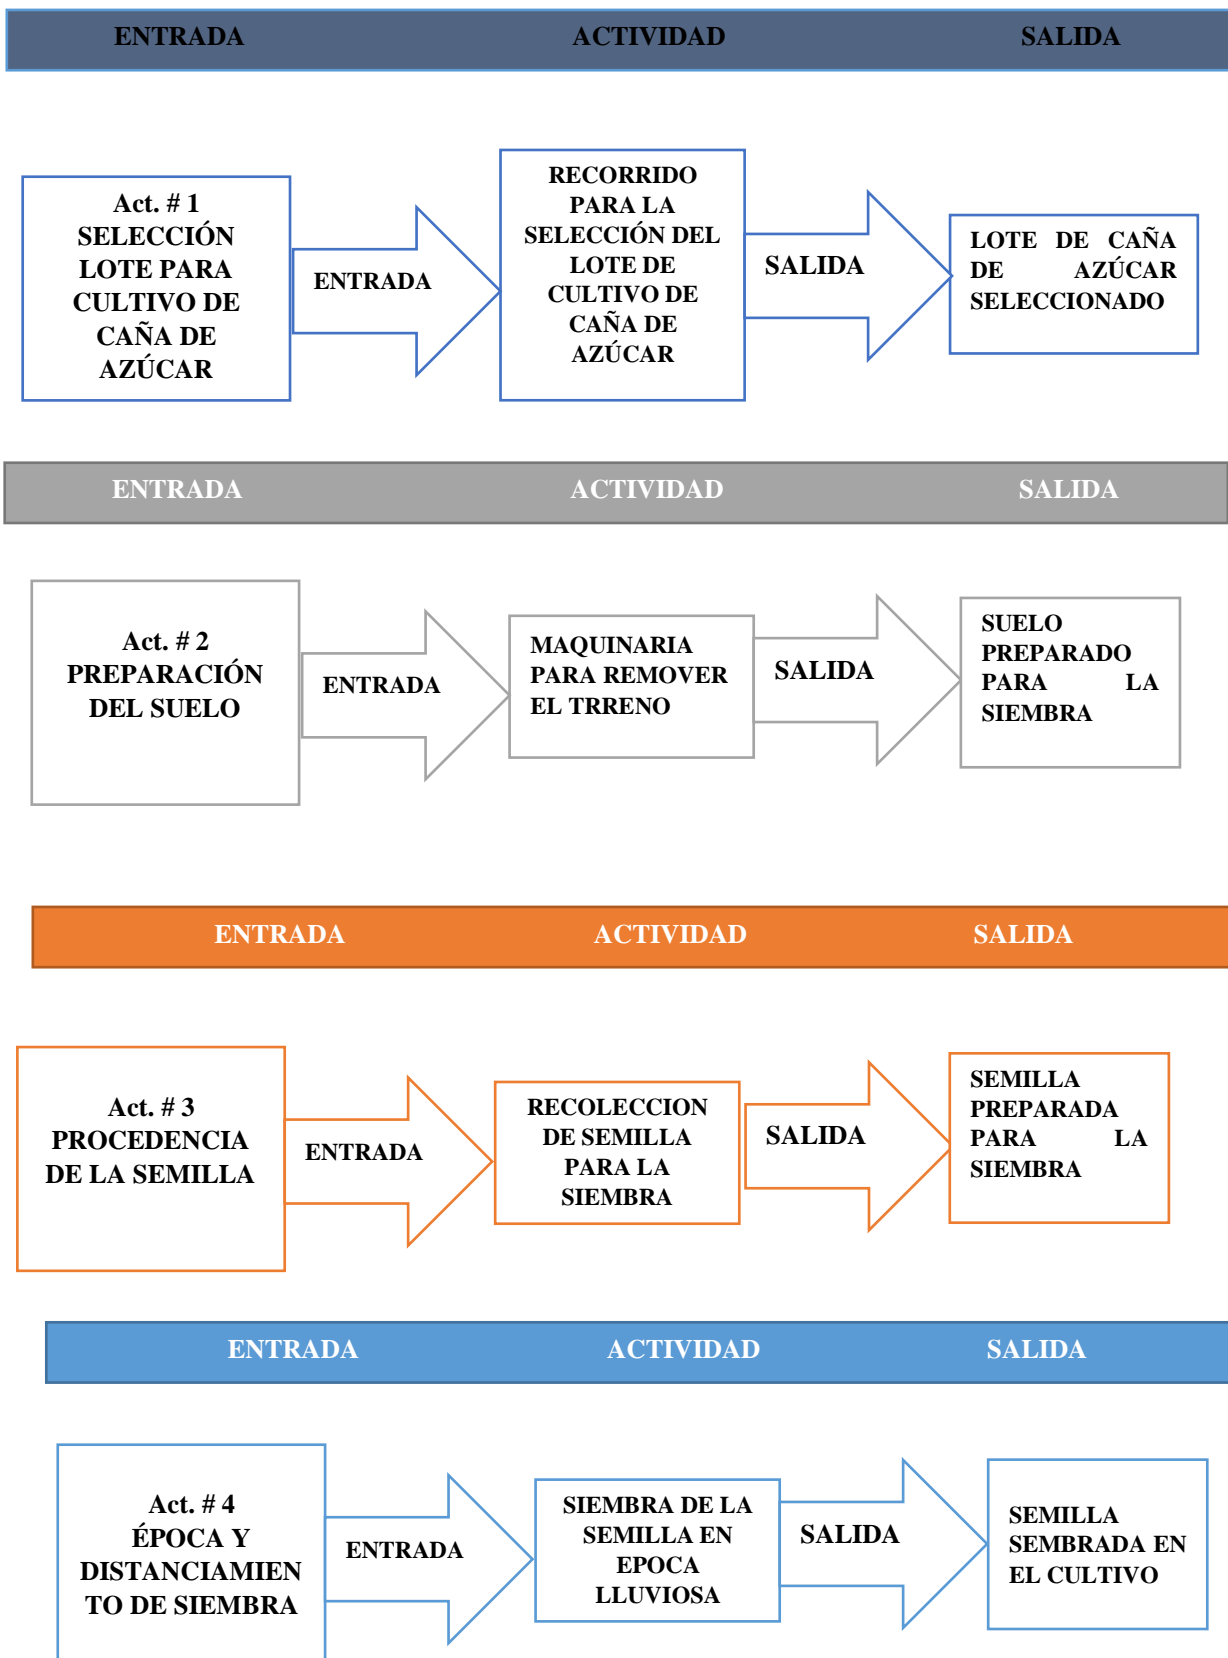 ENTRADA ACTIVIDAD SALIDA
Act. # 1
SELECCIÓN
LOTE PARA
CULTIVO DE
CAÑA DE
AZÚCAR
ENTRADA
RECORRIDO
PARA LA
SELECCIÓN DEL
LOTE DE
CULTIVO DE
CAÑA DE
AZÚCAR
SALIDA
LOTE DE CAÑA
DE AZÚCAR
SELECCIONADO
ENTRADA ACTIVIDAD SALIDA
Act. # 2
PREPARACIÓN
DEL SUELO
ENTRADA
MAQUINARIA
PARA REMOVER
EL TRRENO
SALIDA
SUELO
PREPARADO
PARA LA
SIEMBRA
ENTRADA ACTIVIDAD SALIDA
Act. # 3
PROCEDENCIA
DE LA SEMILLA
ENTRADA
RECOLECCION
DE SEMILLA
PARA LA
SIEMBRA
SALIDA
SEMILLA
PREPARADA
PARA LA
SIEMBRA
ENTRADA ACTIVIDAD SALIDA
Act. # 4
ÉPOCA Y
DISTANCIAMIEN
TO DE SIEMBRA
ENTRADA
SIEMBRA DE LA
SEMILLA EN
EPOCA
LLUVIOSA
SALIDA
SEMILLA
SEMBRADA EN
EL CULTIVO